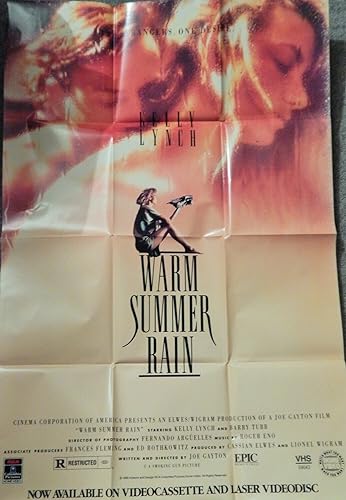 STRANGERS. ONE DESIRE.
KELLY
LYNCH
WARM
SUMMER
RAIN
CINEMA CORPORATION OF AMERICA PRESENTS AN ELWES/WIGRAM PRODUCTION OF A JOE GAYTON FILM
"WARM SUMMER RAIN" STARRING KELLY LYNCH AND BARRY TUBB
DIRECTOR OF PHOTOGRAPHY FERNANDO ARGÜELLES MUSIC BY ROGER ENO
ASSOCIATE PRODUCERS FRANCES FLEMING AND ED ROTHKOWITZ PRODUCED BY CASSIAN ELWES AND LIONEL WIGRAM
WRITTEN AND DIRECTED BY JOE GAYTON
A SMOKING GUN PICTURE
R RESTRICTED
EPIC
VHS
NOW AVAILABLE ON VIDEOCASSETTE AND LASER VIDEODISC